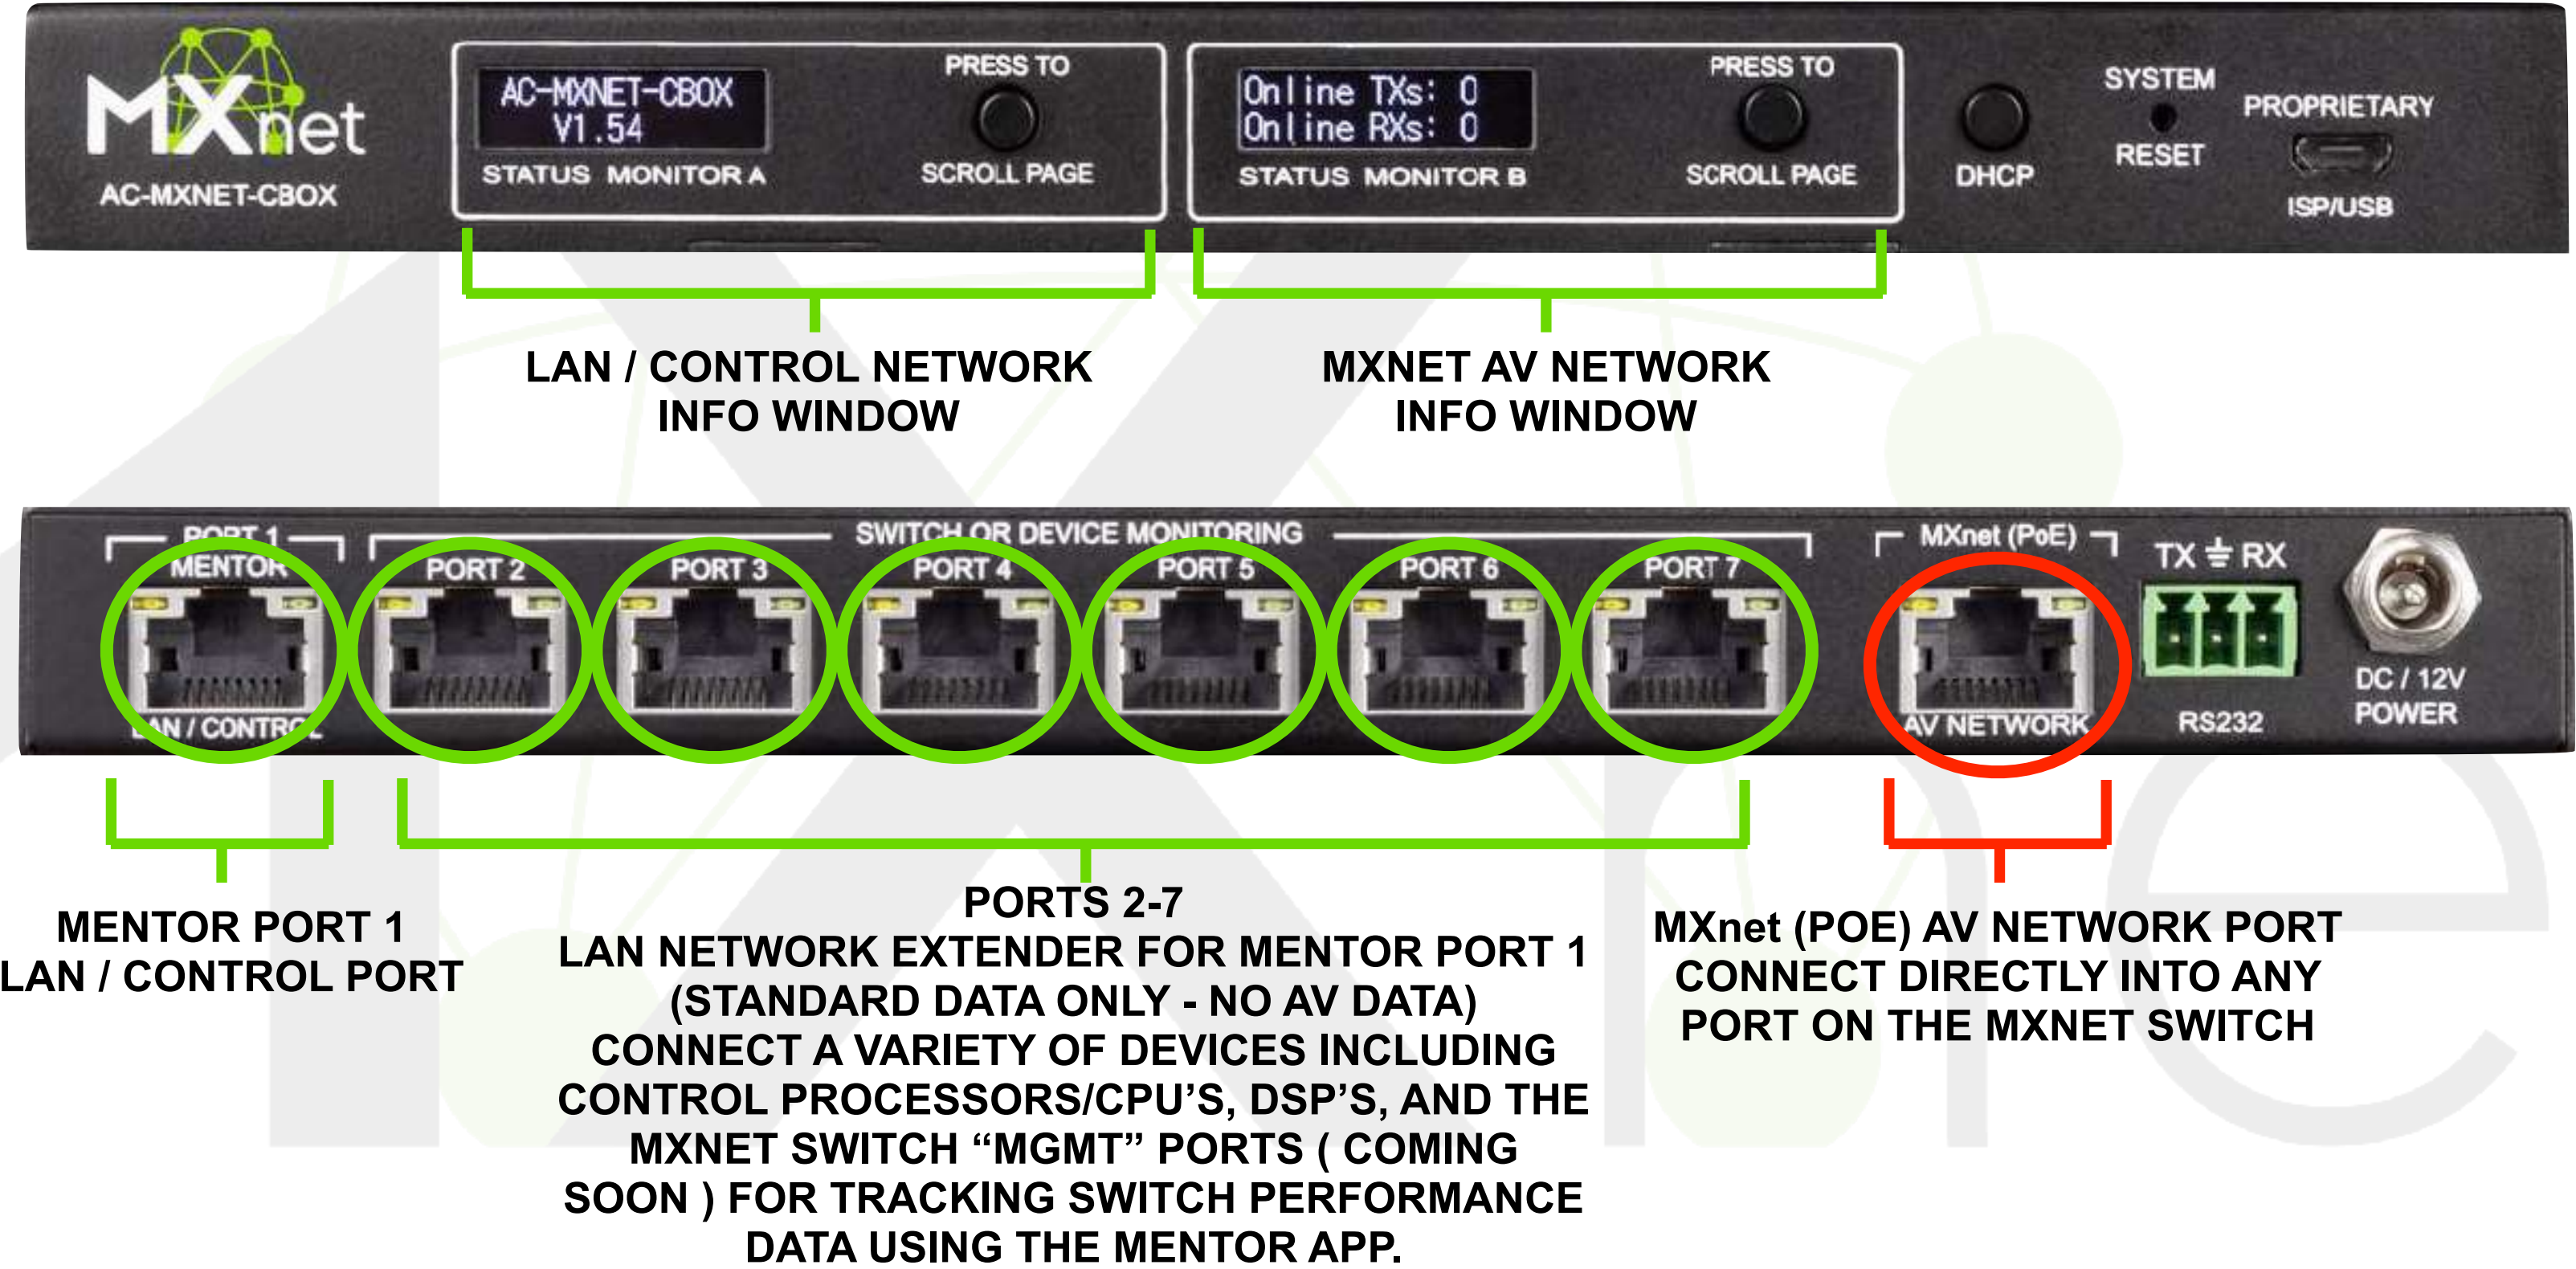 MXnet
AC-MXNET-CBOX
AC-MXNET-CBOX
V1.54
STATUS MONITOR A
PRESS TO
SCROLL PAGE
Online TXs: 0
Online RXs: 0
STATUS MONITOR B
PRESS TO
SCROLL PAGE
DHCP
SYSTEM
RESET
PROPRIETARY
ISP/USB
LAN / CONTROL NETWORK
INFO WINDOW
MXNET AV NETWORK
INFO WINDOW
PORT 1
MENTOR
LAN / CONTROL
SWITCH OR DEVICE MONITORING
PORT 2
PORT 3
PORT 4
PORT 5
PORT 6
PORT 7
MXnet (PoE)
AV NETWORK
TX RX
RS232
DC / 12V
POWER
MENTOR PORT 1
LAN / CONTROL PORT
PORTS 2-7
LAN NETWORK EXTENDER FOR MENTOR PORT 1
(STANDARD DATA ONLY - NO AV DATA)
CONNECT A VARIETY OF DEVICES INCLUDING
CONTROL PROCESSORS/CPU’S, DSP’S, AND THE
MXNET SWITCH “MGMT” PORTS ( COMING
SOON ) FOR TRACKING SWITCH PERFORMANCE
DATA USING THE MENTOR APP.
MXnet (POE) AV NETWORK PORT
CONNECT DIRECTLY INTO ANY
PORT ON THE MXNET SWITCH